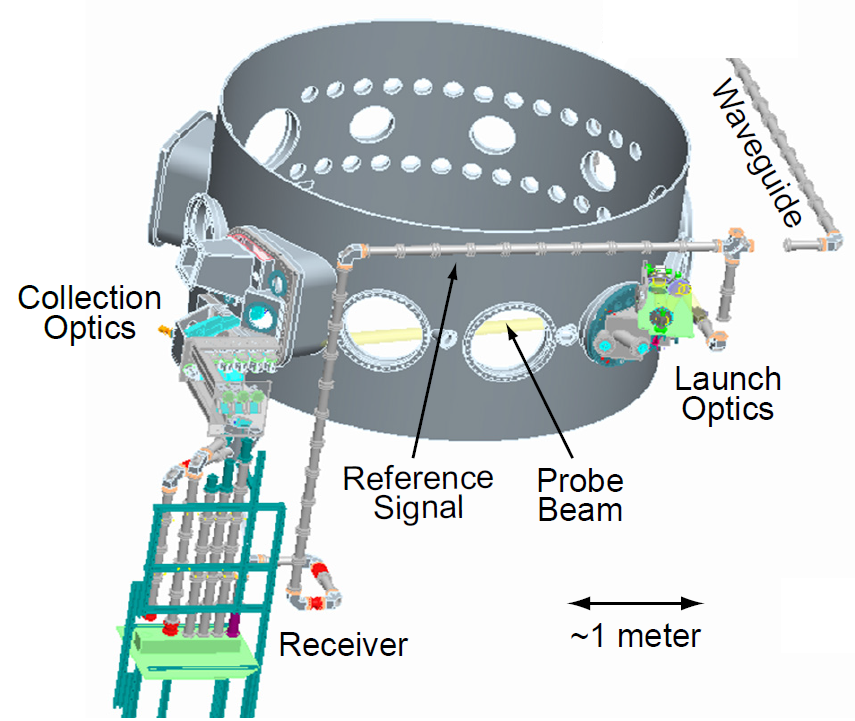 Waveguide
Collection
Optics
Launch
Optics
Reference
Signal
Probe
Beam
~1 meter
Receiver